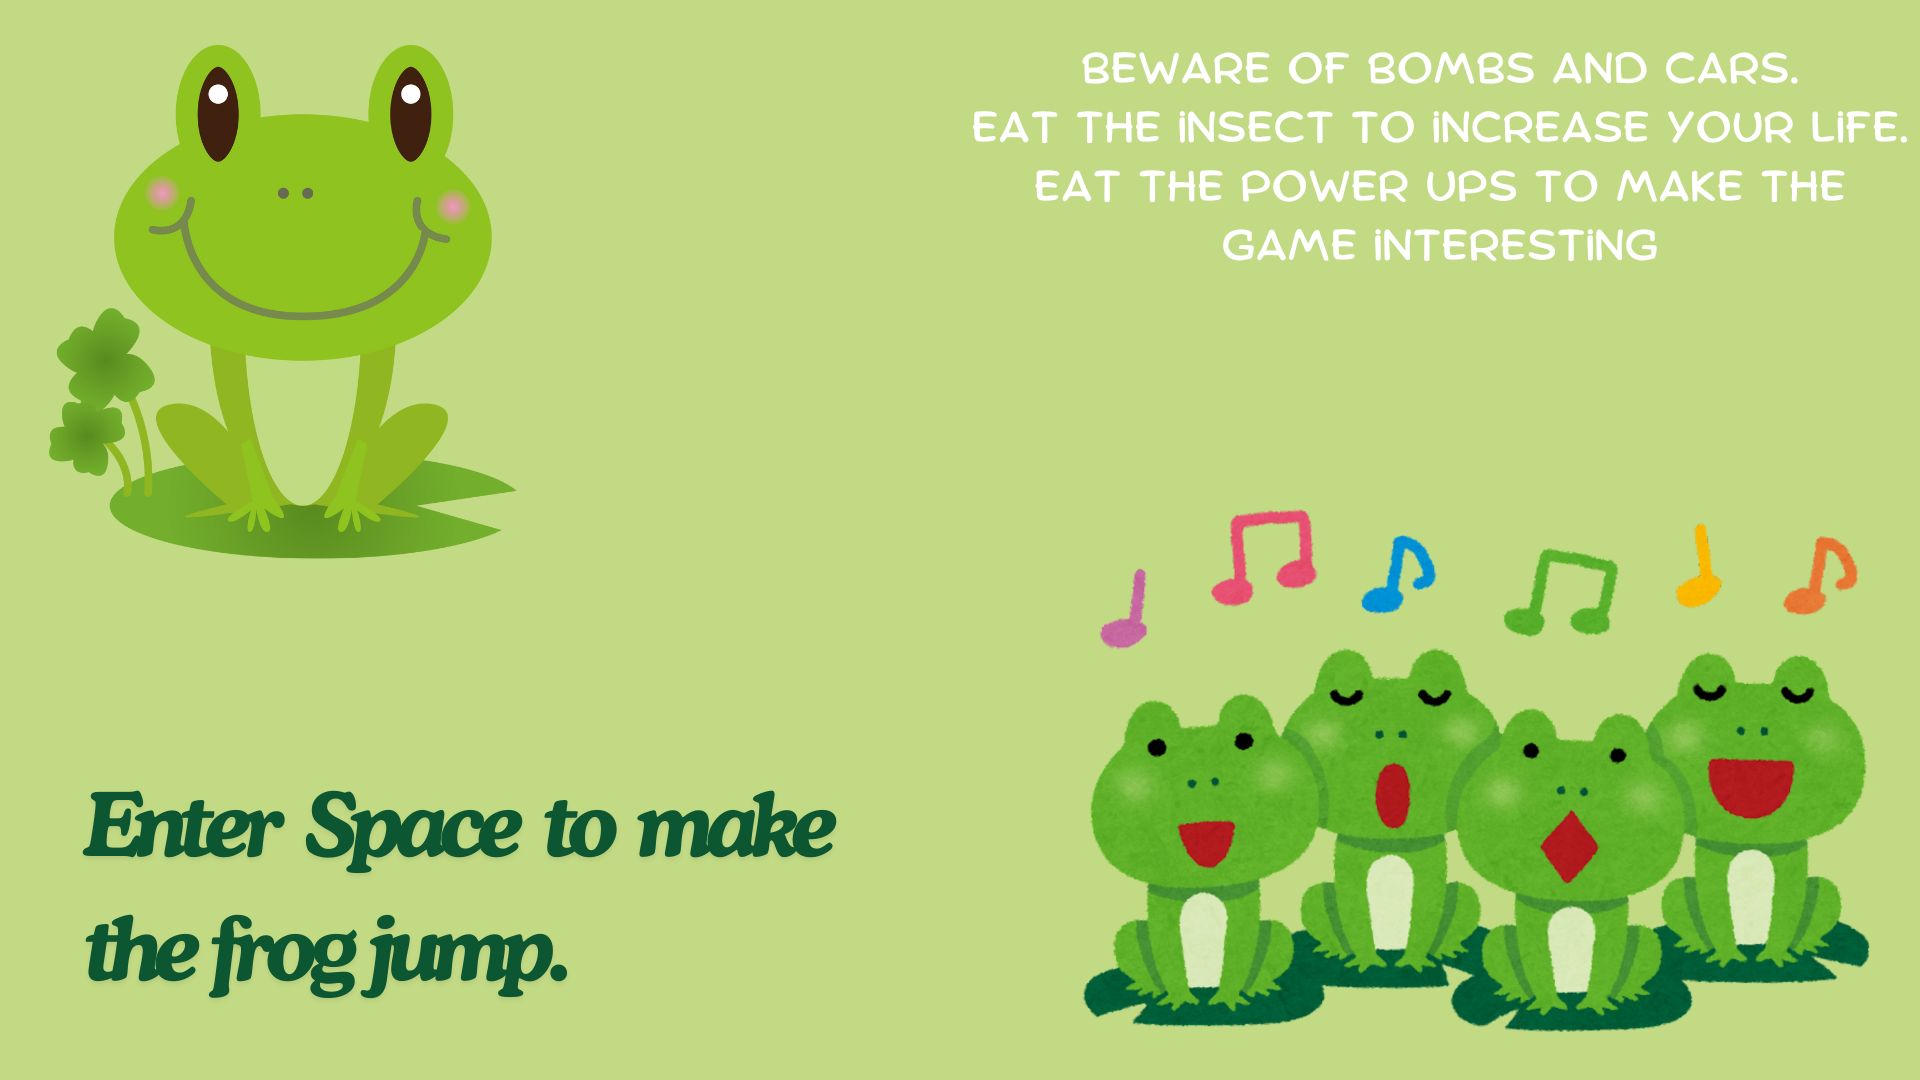 BEWARE OF BOMBS AND CARS.
EAT THE iNSECT TO iNCREASE YOUR LiFE.
EAT THE POWER UPS TO MAKE THE
GAME iNTERESTiNG
Enter Space to make
the frog jump.